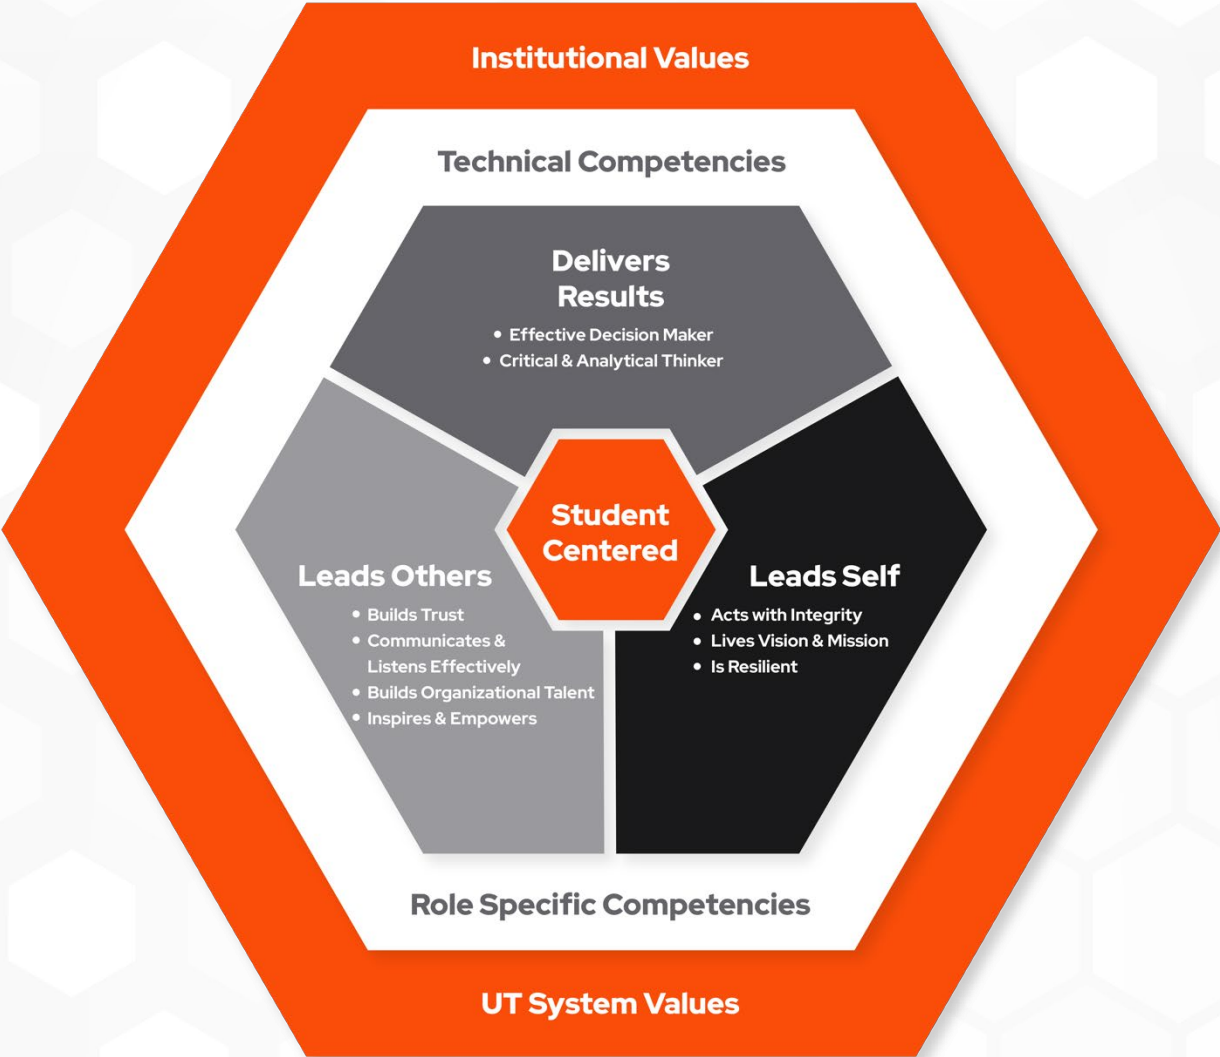 Institutional Values
Technical Competencies
Delivers
Results
• Effective Decision Maker
• Critical & Analytical Thinker
Student
Centered
Leads Others
• Builds Trust
• Communicates &
Listens Effectively
• Builds Organizational Talent
• Inspires & Empowers
Leads Self
• Acts with Integrity
• Lives Vision & Mission
• Is Resilient
Role Specific Competencies
UT System Values